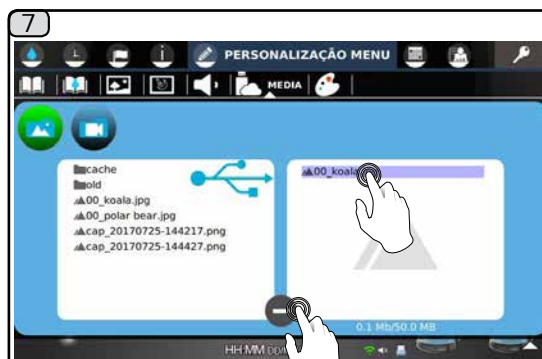 7
PERSONALIZAÇÃO MENU
MEDIA
cache
old
00_koala.jpg
00_polar bear.jpg
cap_20170725-144217.png
cap_20170725-144427.png
00_koala
0.1 Mb/50.0 MB
HH:MM